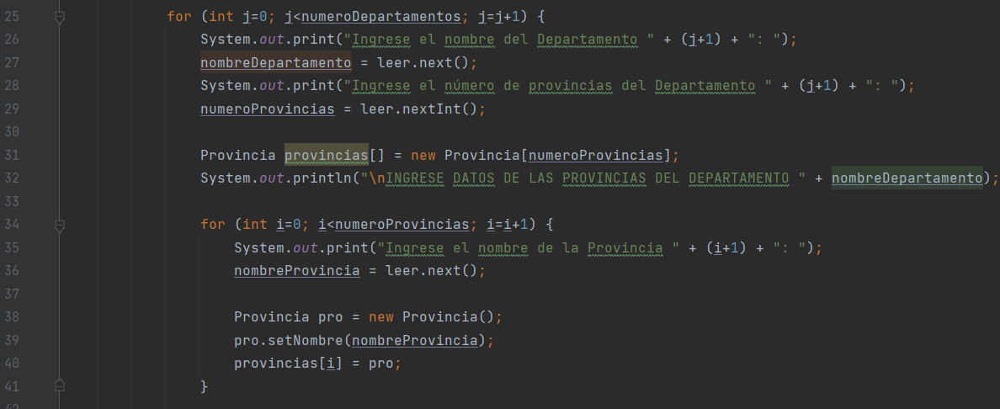 25 for (int j=0; j<numeroDepartamentos; j=j+1) {
26 System.out.print("Ingrese el nombre del Departamento " + (j+1) + ": ");
27 nombreDepartamento = leer.next();
28 System.out.print("Ingrese el número de provincias del Departamento " + (j+1) + ": ");
29 numeroProvincias = leer.nextInt();
30
31 Provincia provincias[] = new Provincia[numeroProvincias];
32 System.out.println("\nINGRESE DATOS DE LAS PROVINCIAS DEL DEPARTAMENTO " + nombreDepartamento);
33
34 for (int i=0; i<numeroProvincias; i=i+1) {
35 System.out.print("Ingrese el nombre de la Provincia " + (i+1) + ": ");
36 nombreProvincia = leer.next();
37
38 Provincia pro = new Provincia();
39 pro.setNombre(nombreProvincia);
40 provincias[i] = pro;
41 }